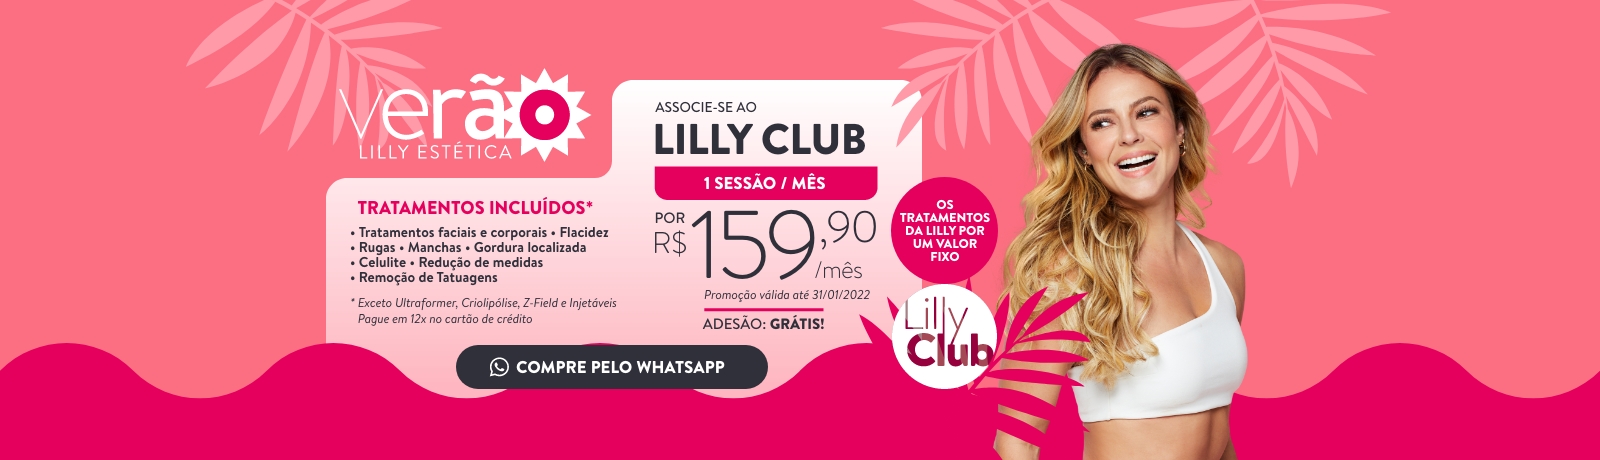 verão
LILLY ESTÉTICA
TRATAMENTOS INCLUÍDOS*
• Tratamentos faciais e corporais • Flacidez
• Rugas • Manchas • Gordura localizada
• Celulite • Redução de medidas
• Remoção de Tatuagens
* Exceto Ultraformer, Criolipólise, Z-Field e Injetáveis
Pague em 12x no cartão de crédito
ASSOCIE-SE AO
LILLY CLUB
1 SESSÃO / MÊS
POR
R$ 159,90
/mês
Promoção válida até 31/01/2022
ADESÃO: GRÁTIS!
COMPRE PELO WHATSAPP
OS
TRATAMENTOS
DA LILLY POR
UM VALOR
FIXO
Lilly
Club